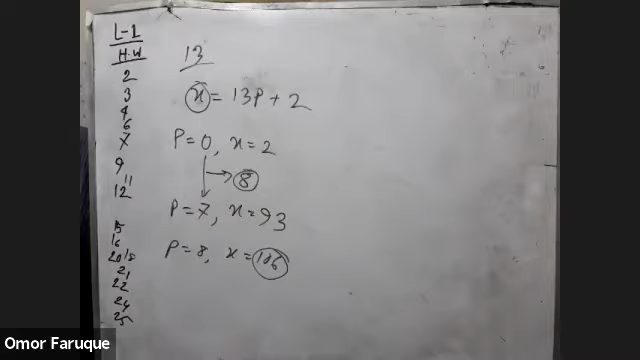 L-1
H.W
2
3
4
6
7
9
11
12
15
16
20 18
21
22
24
25
13
x = 13P + 2
P = 0, x = 2
8
P = 7, x = 93
P = 8, x = 106
Omor Faruque